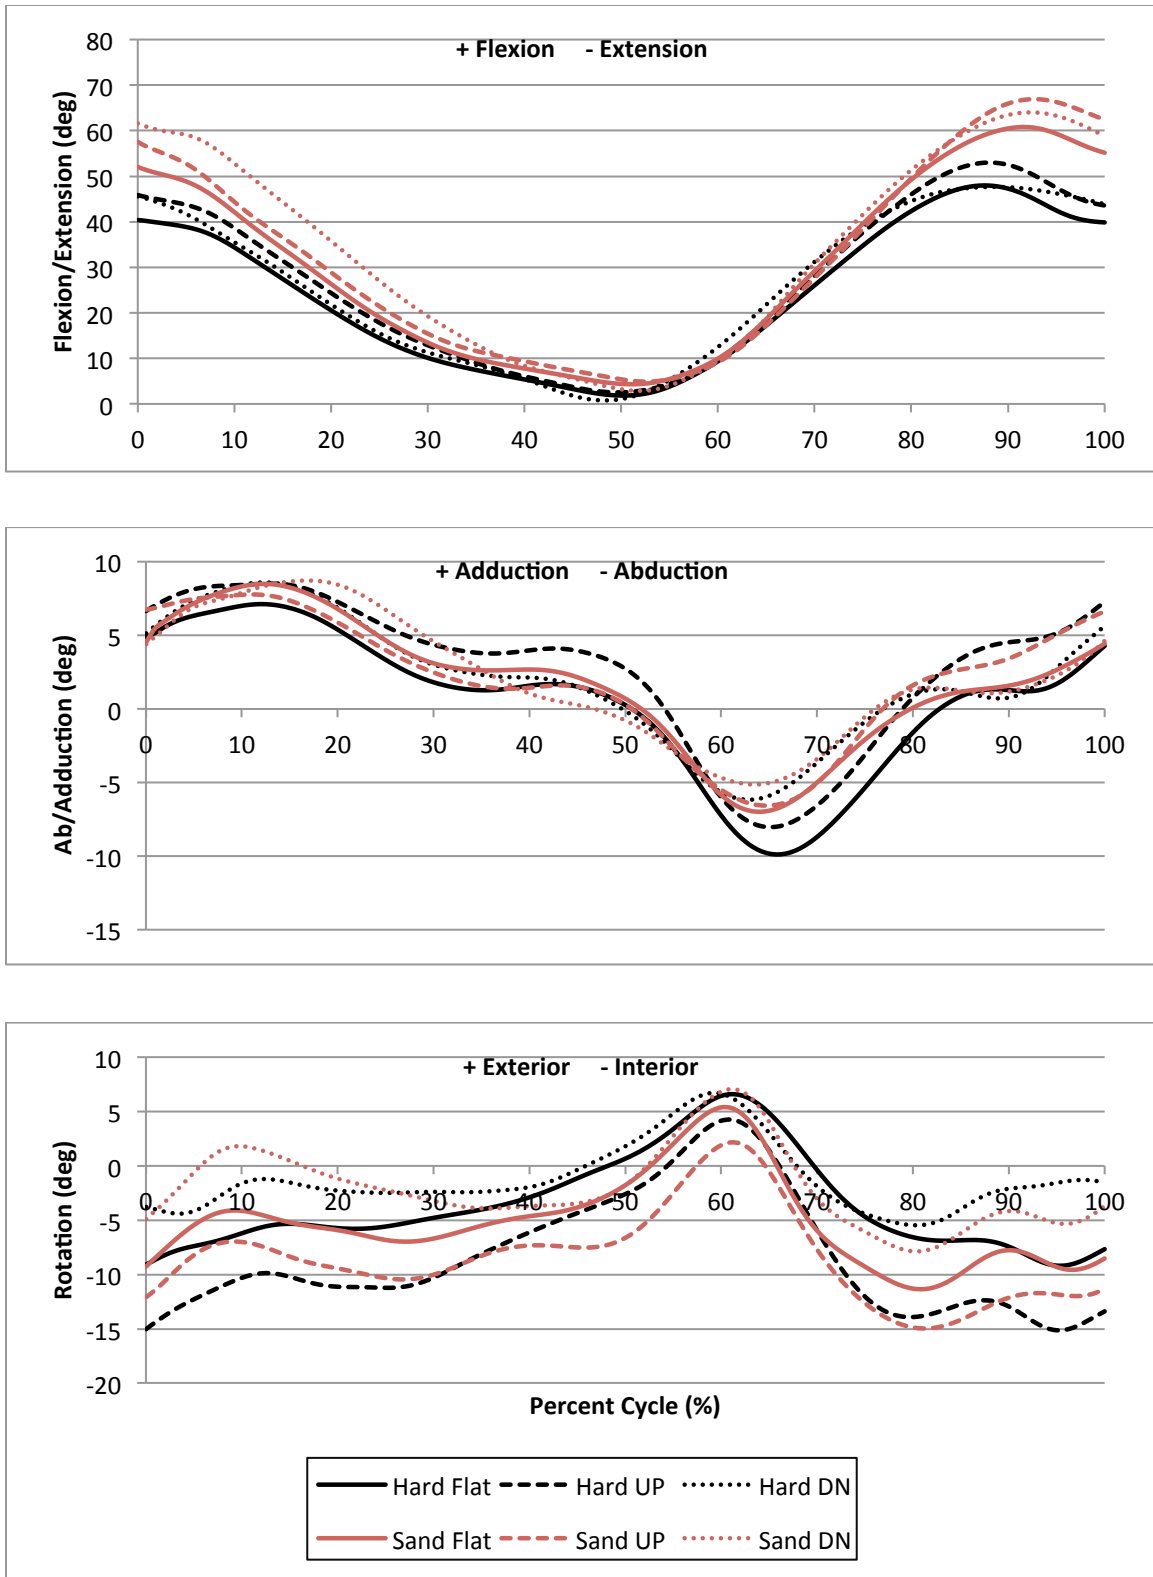 + Flexion - Extension
Flexion/Extension (deg)
80
70
60
50
40
30
20
10
0
0 10 20 30 40 50 60 70 80 90 100
+ Adduction - Abduction
Ab/Adduction (deg)
10
5
0
-5
-10
-15
0 10 20 30 40 50 60 70 80 90 100
+ Exterior - Interior
Rotation (deg)
10
5
0
-5
-10
-15
-20
0 10 20 30 40 50 60 70 80 90 100
Percent Cycle (%)
Hard Flat Hard UP Hard DN
Sand Flat Sand UP Sand DN